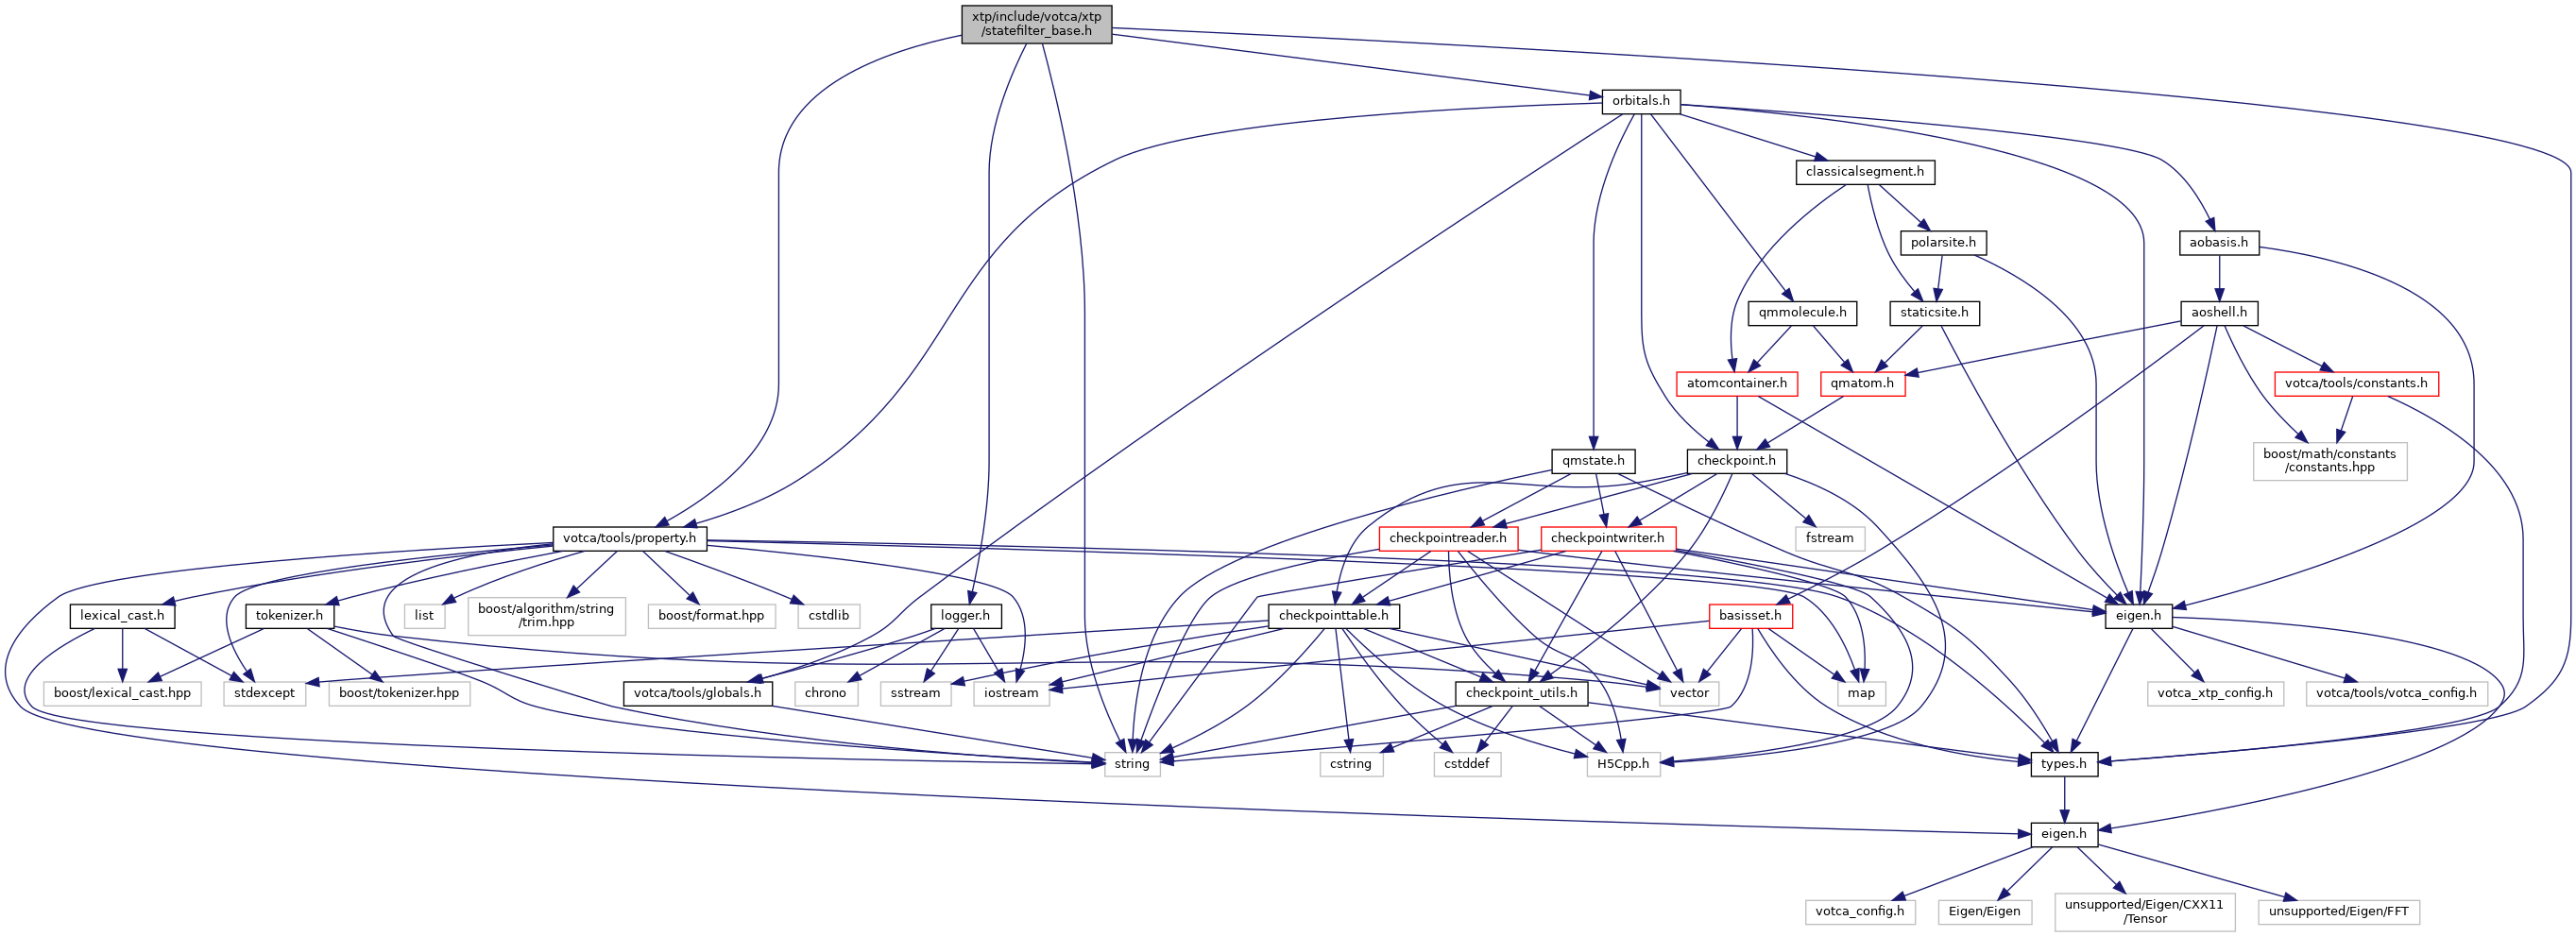 xtp/include/votca/xtp
/statefilter_base.h
orbitals.h
classicalsegment.h
polarsite.h
aobasis.h
qmmolecule.h
staticsite.h
aoshell.h
atomcontainer.h
qmatom.h
votca/tools/constants.h
qmstate.h
checkpoint.h
boost/math/constants
/constants.hpp
votca/tools/property.h
checkpointreader.h
checkpointwriter.h
fstream
lexical_cast.h
tokenizer.h
list
boost/algorithm/string
/trim.hpp
boost/format.hpp
cstdlib
logger.h
checkpointtable.h
basisset.h
eigen.h
boost/lexical_cast.hpp
stdexcept
boost/tokenizer.hpp
votca/tools/globals.h
chrono
sstream
iostream
checkpoint_utils.h
vector
map
votca_xtp_config.h
votca/tools/votca_config.h
string
cstring
cstddef
H5Cpp.h
types.h
eigen.h
votca_config.h
Eigen/Eigen
unsupported/Eigen/CXX11
/Tensor
unsupported/Eigen/FFT